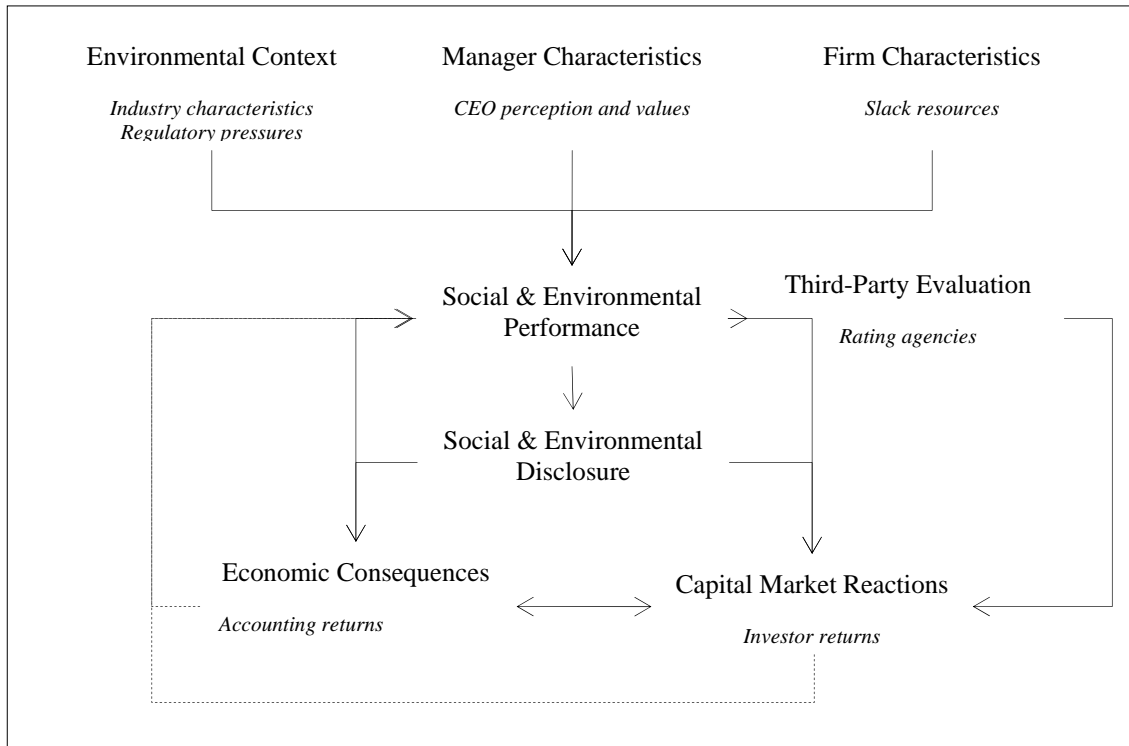 Environmental Context
Manager Characteristics
Firm Characteristics
Industry characteristics
Regulatory pressures
CEO perception and values
Slack resources
Social & Environmental
Performance
Third-Party Evaluation
Rating agencies
Social & Environmental
Disclosure
Economic Consequences
Accounting returns
Capital Market Reactions
Investor returns